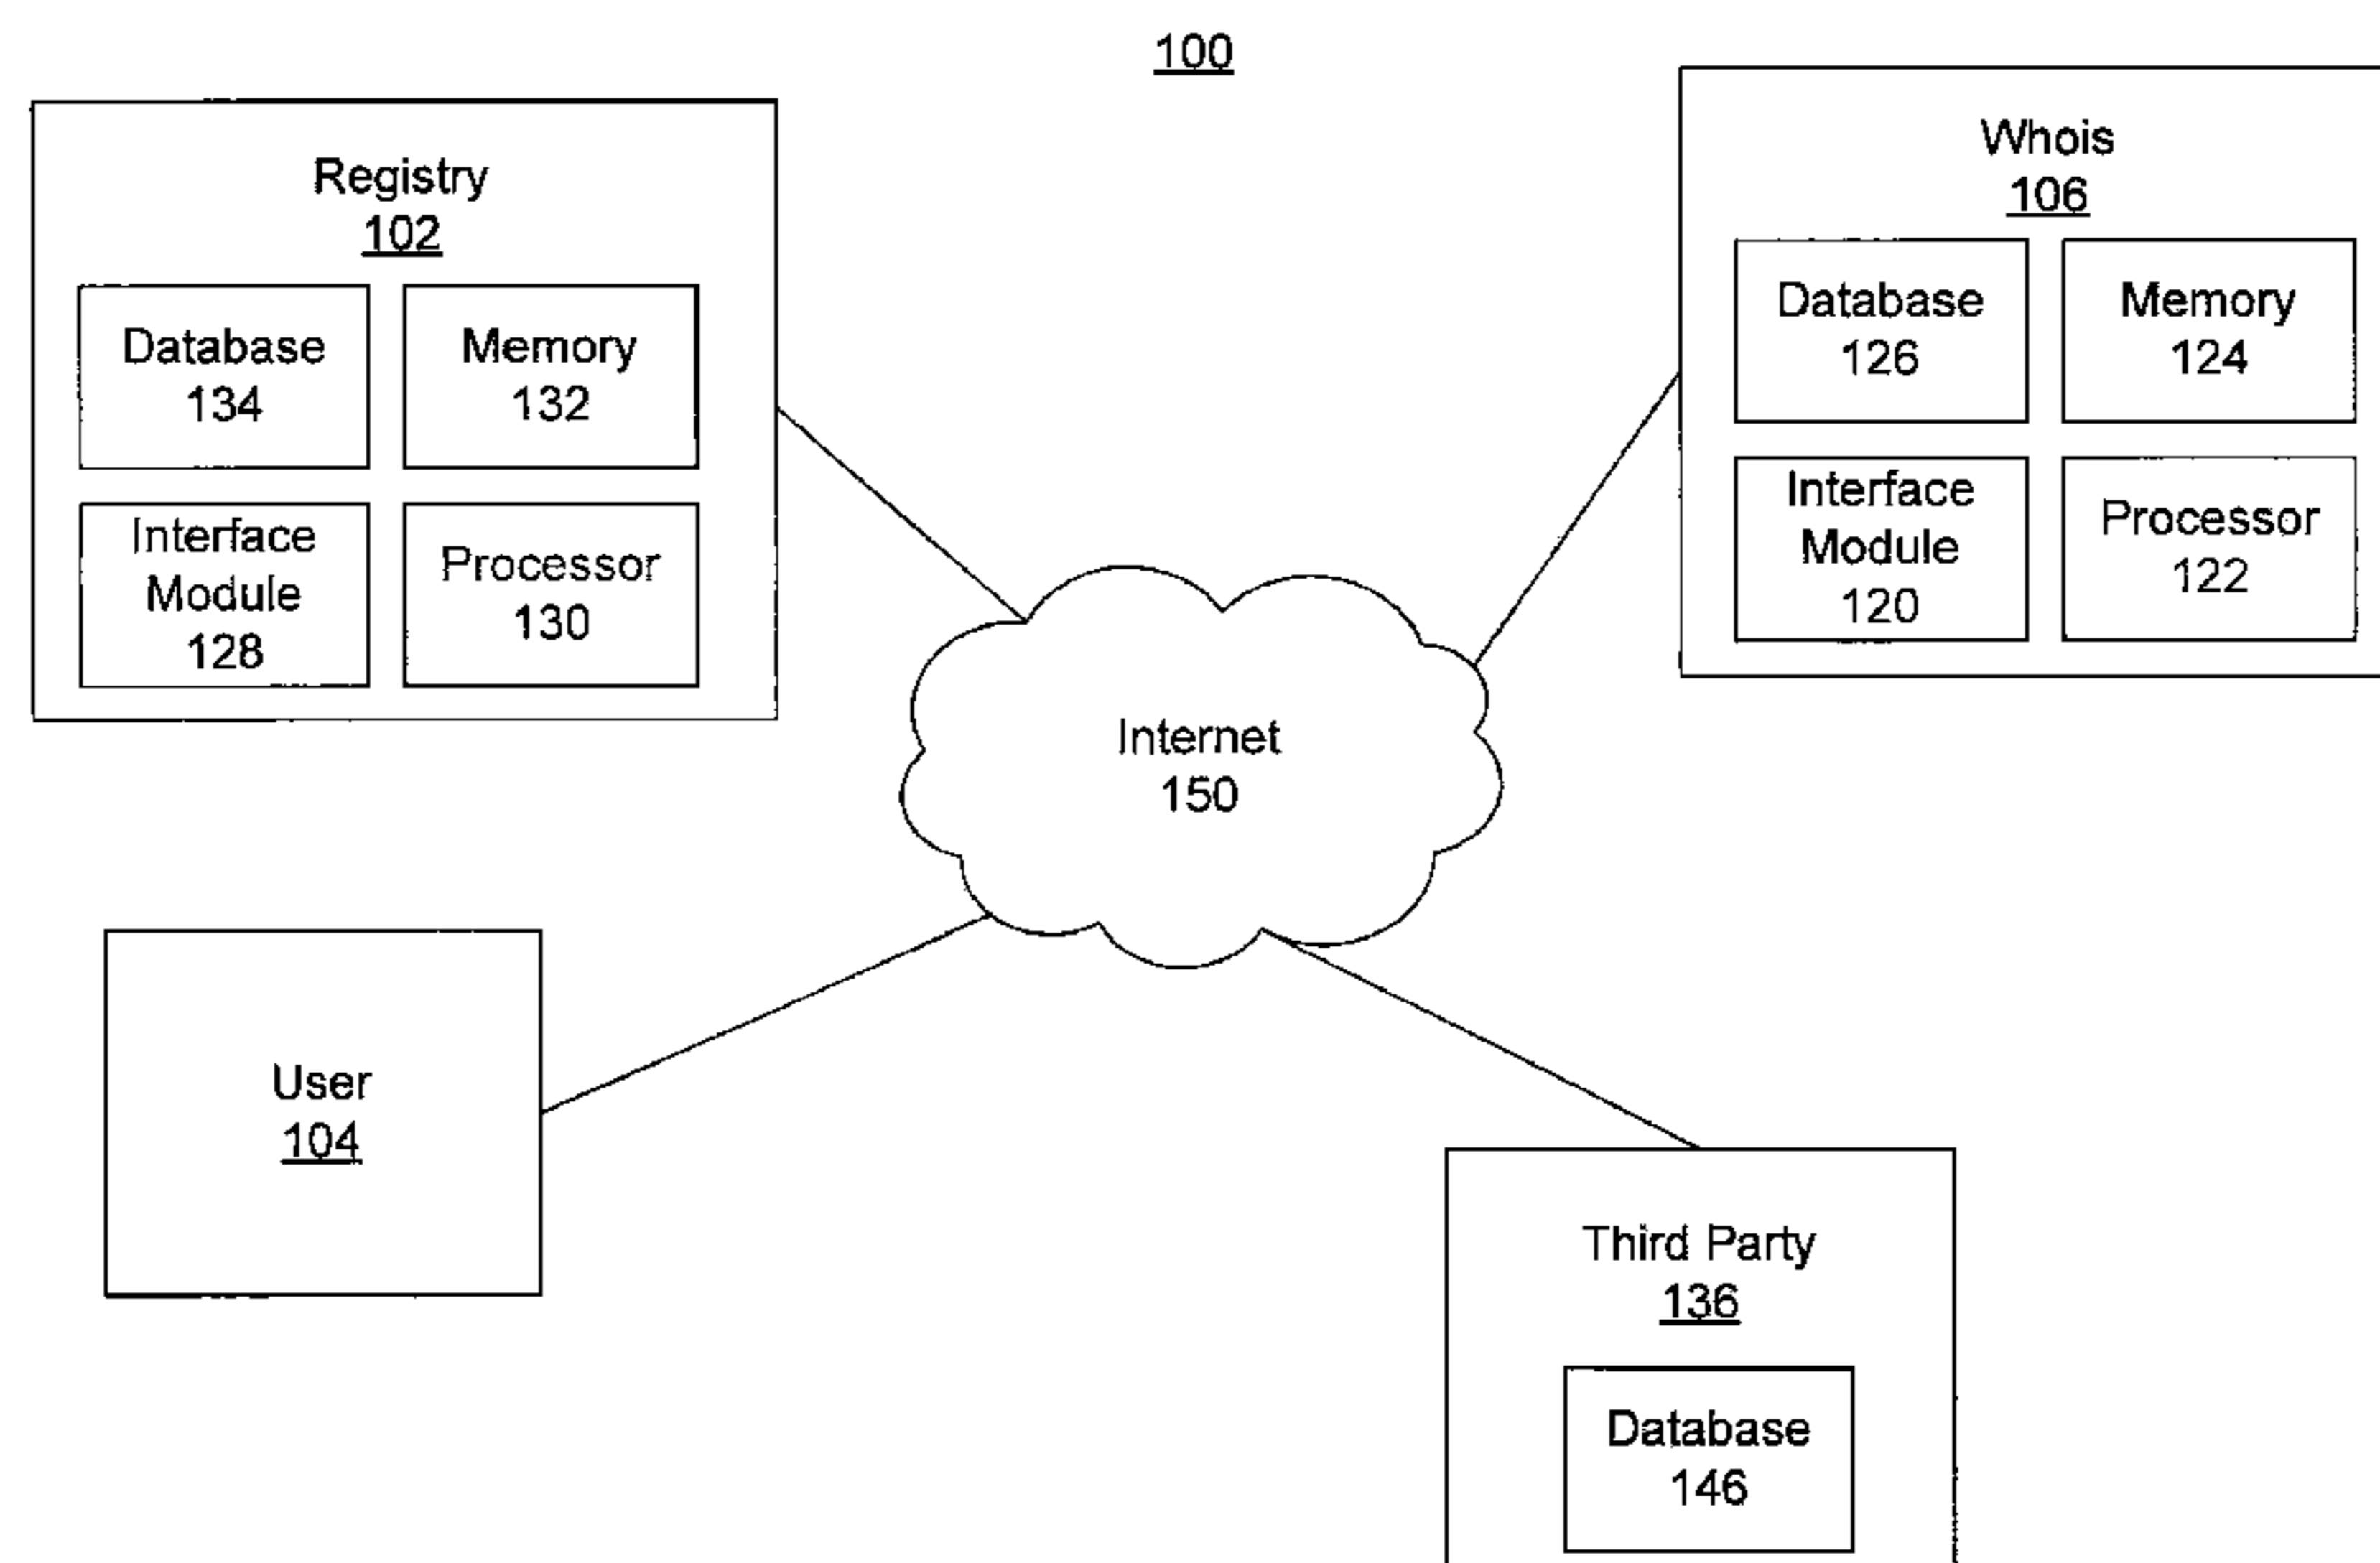 100
Registry
102
Database
134
Memory
132
Interface
Module
128
Processor
130
Whois
106
Database
126
Memory
124
Interface
Module
120
Processor
122
Internet
150
User
104
Third Party
136
Database
146